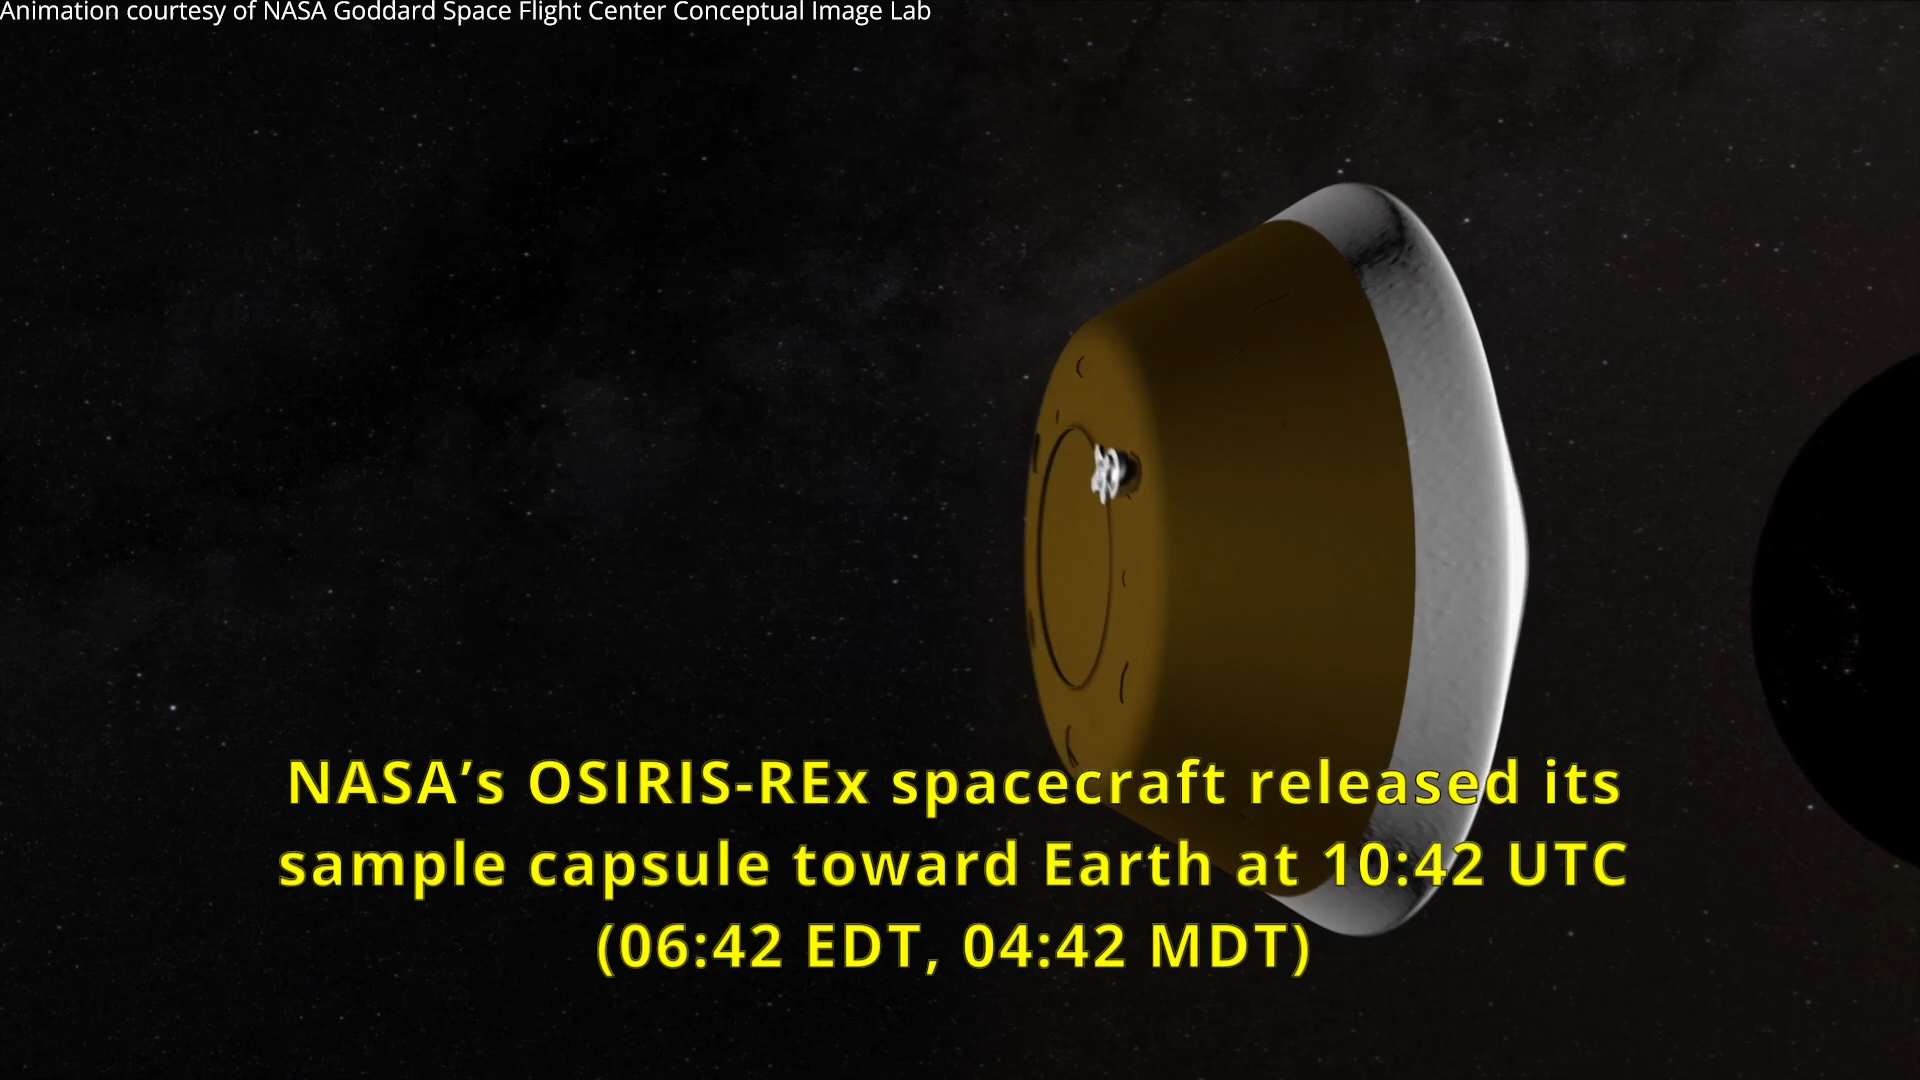 Animation courtesy of NASA Goddard Space Flight Center Conceptual Image Lab
NASA’s OSIRIS-REx spacecraft released its
sample capsule toward Earth at 10:42 UTC
(06:42 EDT, 04:42 MDT)